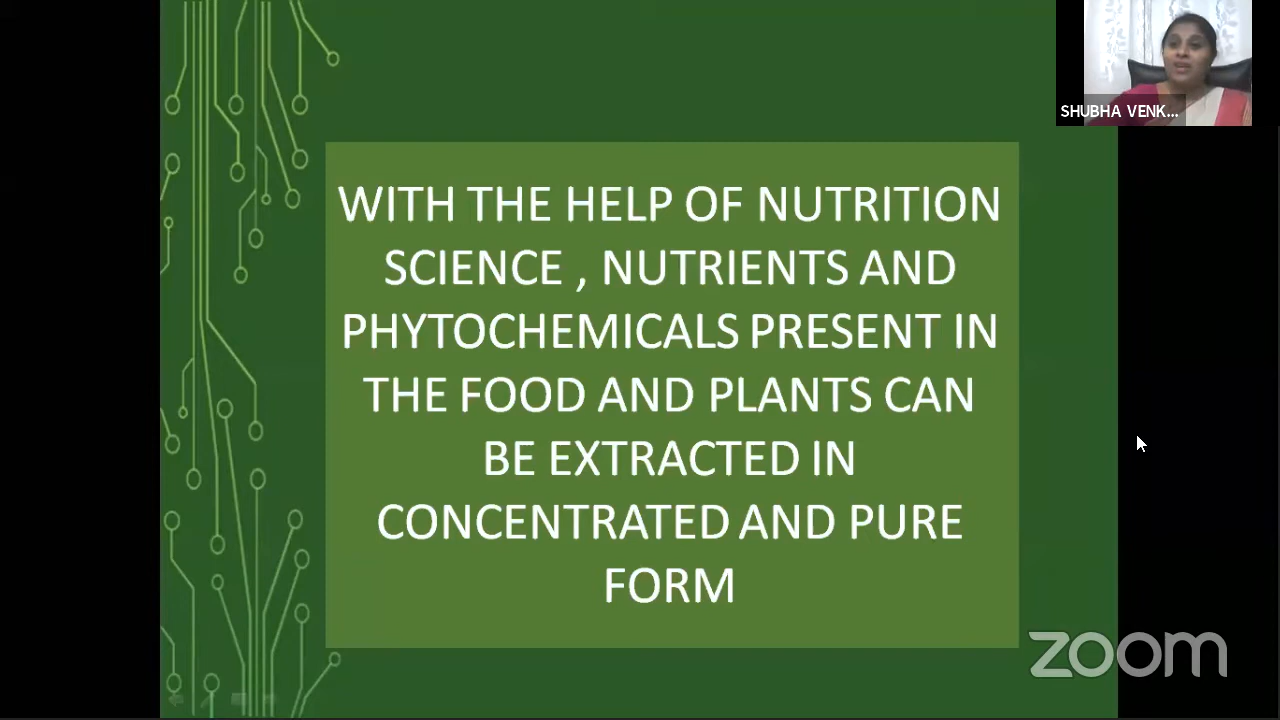 SHUBHA VENK...
WITH THE HELP OF NUTRITION
SCIENCE , NUTRIENTS AND
PHYTOCHEMICALS PRESENT IN
THE FOOD AND PLANTS CAN
BE EXTRACTED IN
CONCENTRATED AND PURE
FORM
zoom